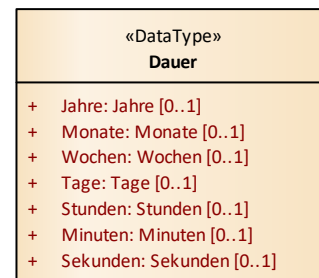 «DataType»
Dauer
+ Jahre: Jahre [0..1]
+ Monate: Monate [0..1]
+ Wochen: Wochen [0..1]
+ Tage: Tage [0..1]
+ Stunden: Stunden [0..1]
+ Minuten: Minuten [0..1]
+ Sekunden: Sekunden [0..1]